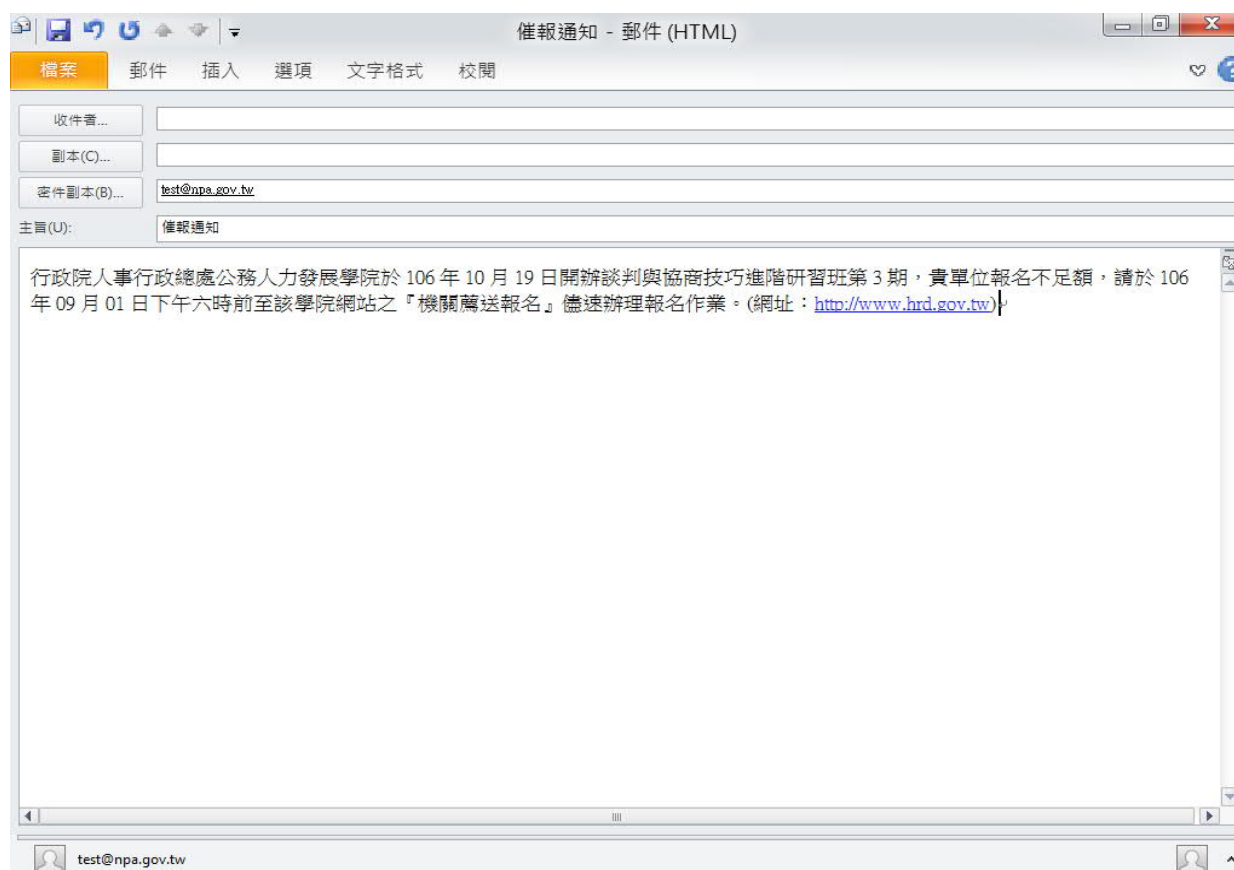 催報通知 - 郵件 (HTML)
檔案 郵件 插入 選項 文字格式 校閱
收件者...
副本(C)...
密件副本(B)... test@npa.gov.tw
主旨(U): 催報通知
行政院人事行政總處公務人力發展學院於 106 年 10 月 19 日開辦談判與協商技巧進階研習班第 3 期，貴單位報名不足額，請於 106
年 09 月 01 日下午六時前至該學院網站之『機關薦送報名』儘速辦理報名作業。(網址：http://www.hrd.gov.tw)
test@npa.gov.tw